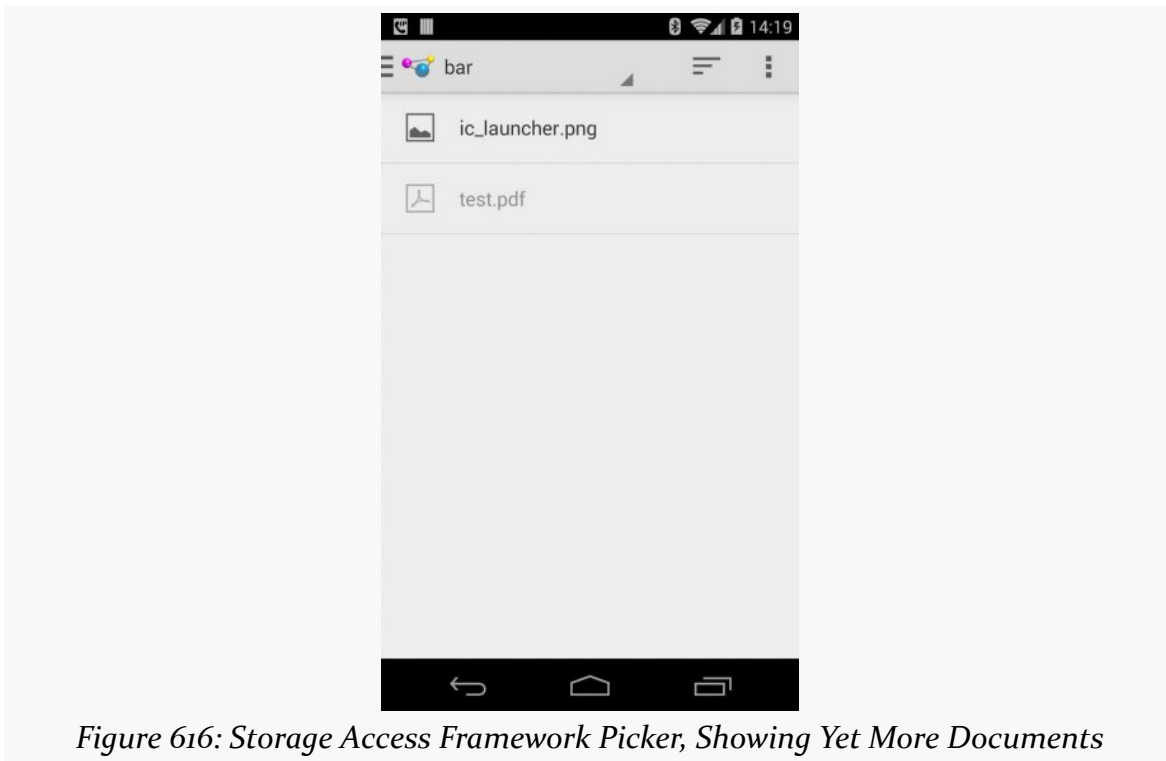 14:19
bar
ic_launcher.png
test.pdf
Figure 616: Storage Access Framework Picker, Showing Yet More Documents